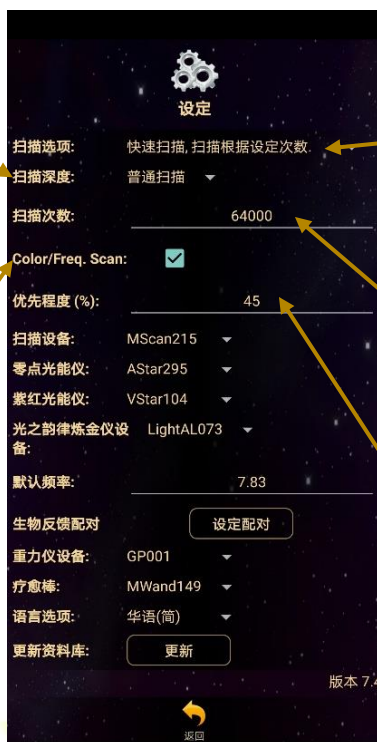 设定
扫描选项: 快速扫描, 扫描根据设定次数.
扫描深度: 普通扫描
扫描次数: 64000
Color/Freq. Scan:
优先程度 (%): 45
扫描设备: MScan215
零点光能仪: AStar295
紫红光能仪: VStar104
光之韵律炼金仪设 LightAL073
备:
默认频率: 7.83
生物反馈配对 设定配对
重力仪设备: GP001
疗愈棒: MWand149
语言选项: 华语(简)
更新资料库: 更新
版本 7.4
返回